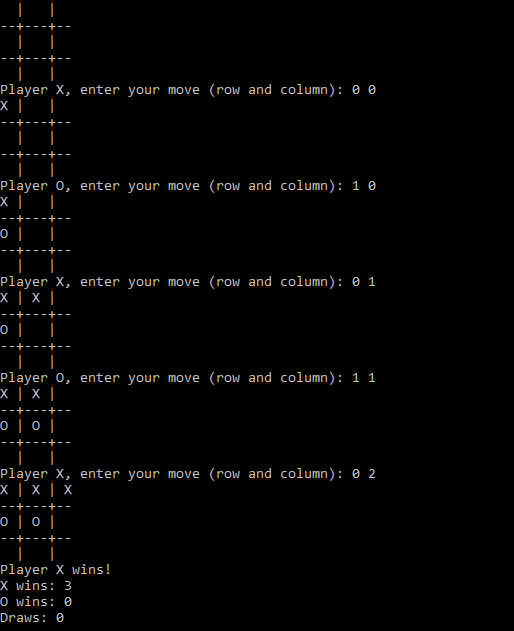 |   |
--+---+--
  |   |
--+---+--
  |   |
Player X, enter your move (row and column): 0 0
X |   |
--+---+--
  |   |
--+---+--
  |   |
Player O, enter your move (row and column): 1 0
X |   |
--+---+--
O |   |
--+---+--
  |   |
Player X, enter your move (row and column): 0 1
X | X |
--+---+--
O |   |
--+---+--
  |   |
Player O, enter your move (row and column): 1 1
X | X |
--+---+--
O | O |
--+---+--
  |   |
Player X, enter your move (row and column): 0 2
X | X | X
--+---+--
O | O |
--+---+--
  |   |
Player X wins!
X wins: 3
O wins: 0
Draws: 0